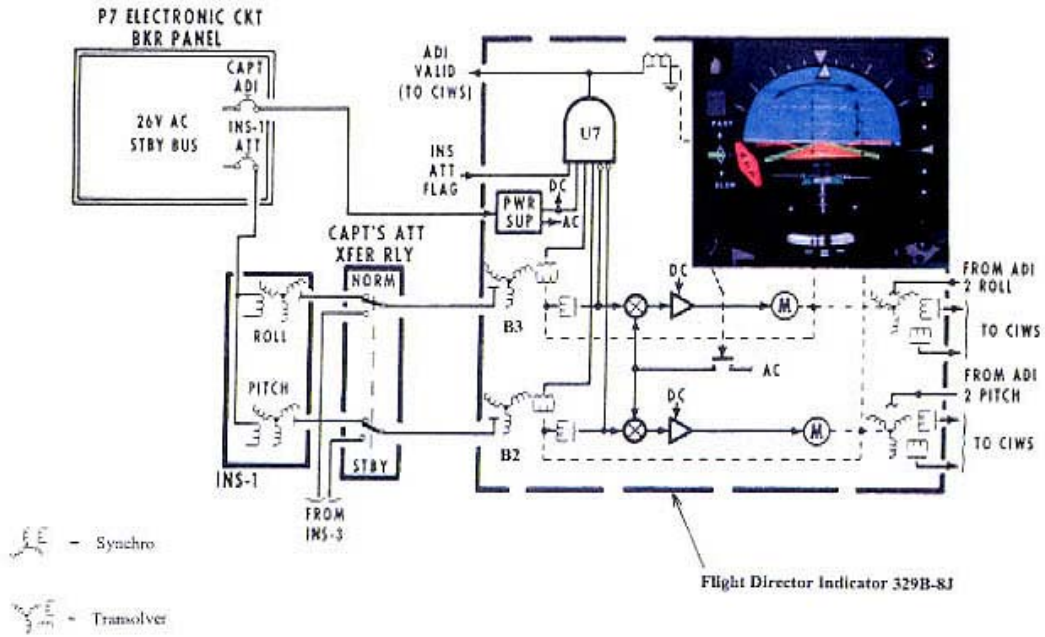 P7 ELECTRONIC CKT
BKR PANEL
CAPT
ADI
26V AC
STBY BUS
INS-1
ATT
ADI
VALID
(TO CIWS)
U7
INS
ATT
FLAG
DC
PWR
SUP
AC
FAST
SLOW
CAPT'S ATT
XFER RLY
NORM
ROLL
PITCH
STBY
INS-1
FROM
INS-3
B3
DC
M
AC
B2
DC
M
FROM ADI
2 ROLL
TO CIWS
FROM ADI
2 PITCH
TO CIWS
Flight Director Indicator 329B-8J
- Synchro
- Transolver